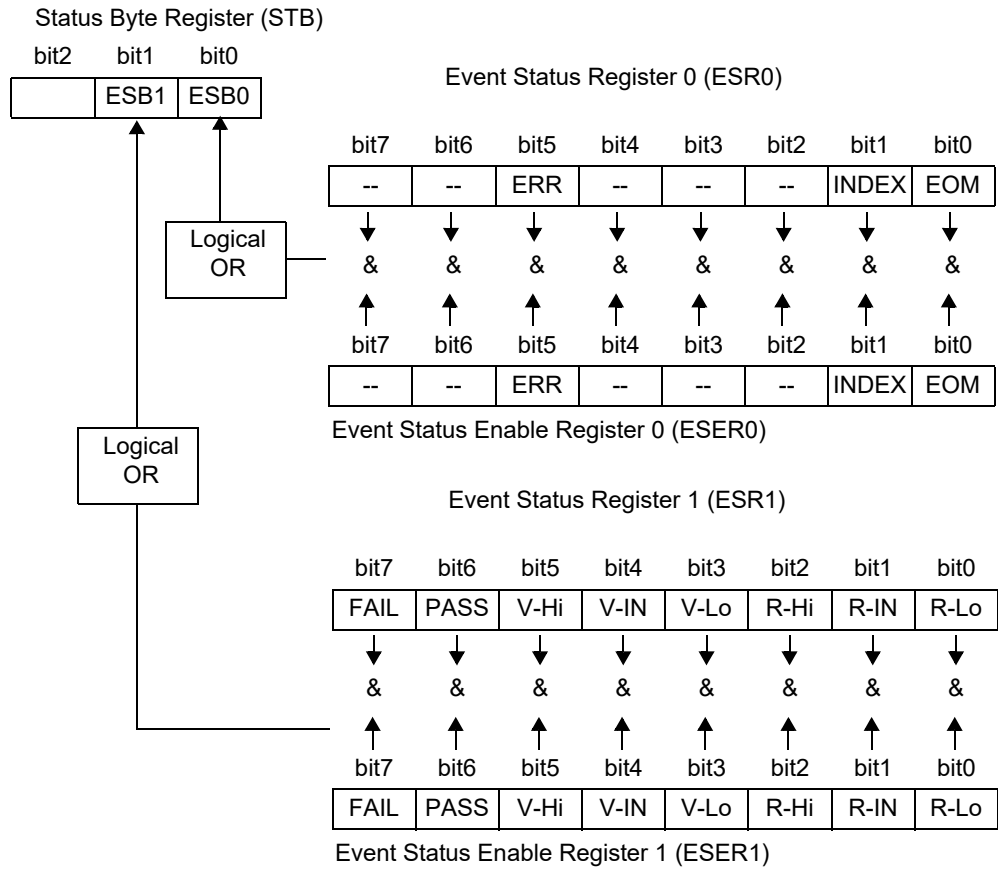 Status Byte Register (STB)
bit2 bit1 bit0
ESB1 ESB0
Event Status Register 0 (ESR0)
bit7 bit6 bit5 bit4 bit3 bit2 bit1 bit0
-- -- ERR -- -- -- INDEX EOM
Logical
OR
& & & & & & & &
bit7 bit6 bit5 bit4 bit3 bit2 bit1 bit0
-- -- ERR -- -- -- INDEX EOM
Event Status Enable Register 0 (ESER0)
Logical
OR
Event Status Register 1 (ESR1)
bit7 bit6 bit5 bit4 bit3 bit2 bit1 bit0
FAIL PASS V-Hi V-IN V-Lo R-Hi R-IN R-Lo
& & & & & & & &
bit7 bit6 bit5 bit4 bit3 bit2 bit1 bit0
FAIL PASS V-Hi V-IN V-Lo R-Hi R-IN R-Lo
Event Status Enable Register 1 (ESER1)